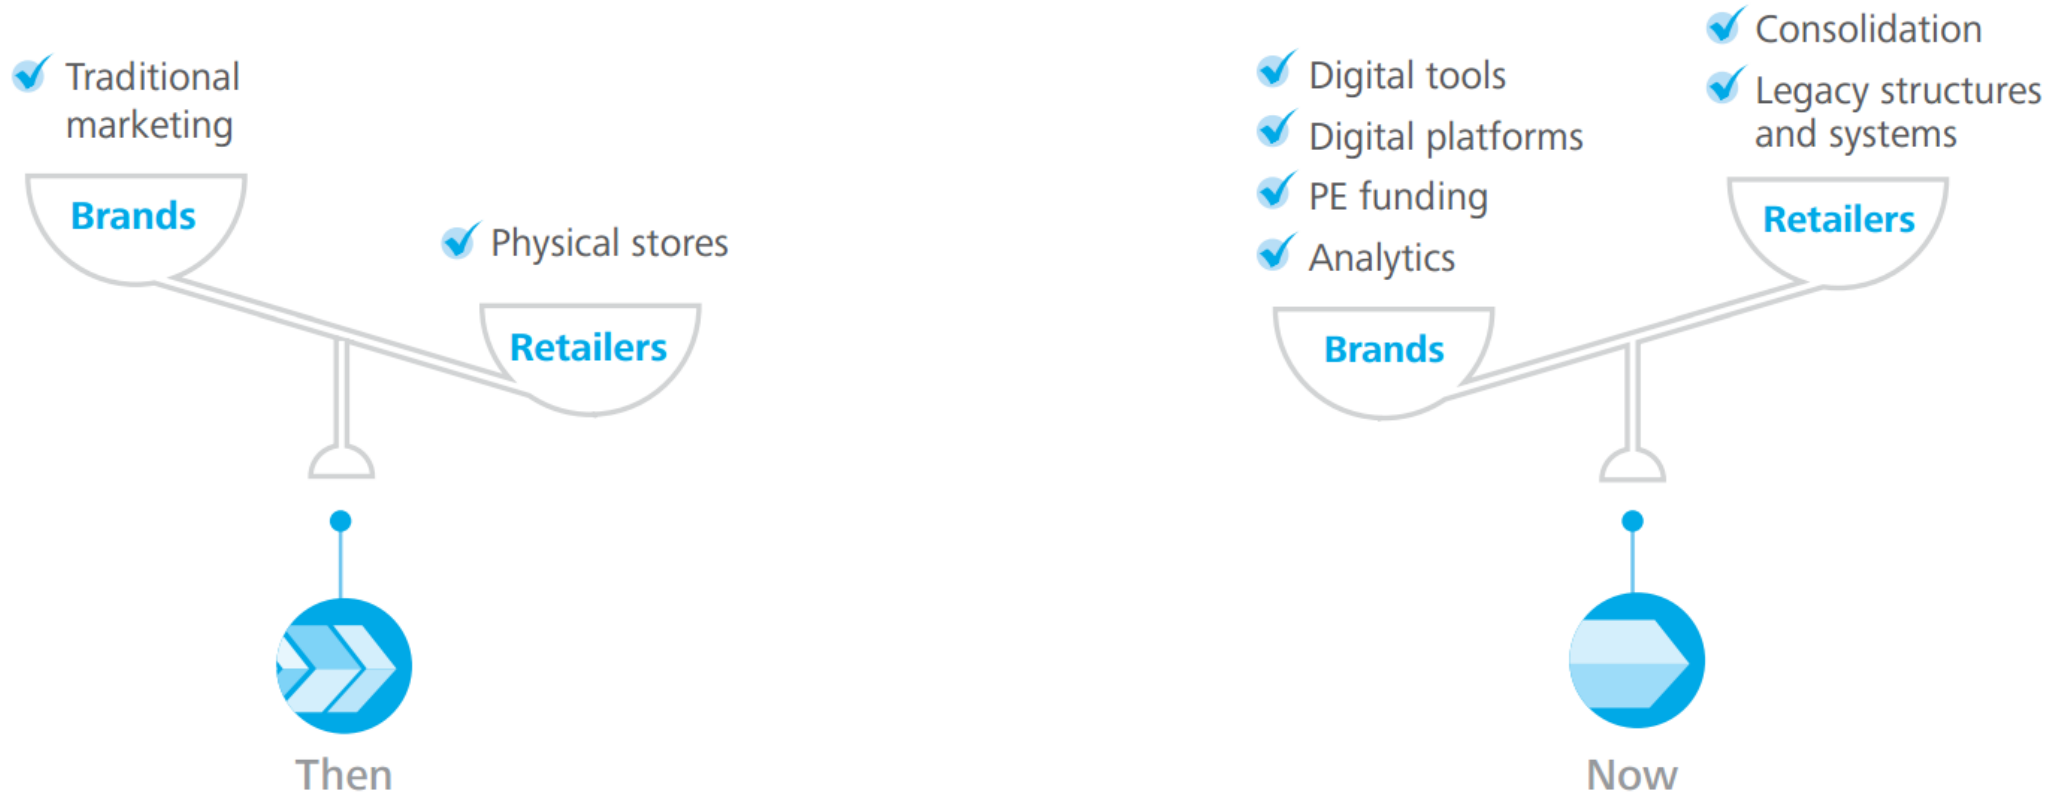 Traditional
marketing
Brands
Physical stores
Retailers
Then
Digital tools
Digital platforms
PE funding
Analytics
Brands
Consolidation
Legacy structures
and systems
Retailers
Now